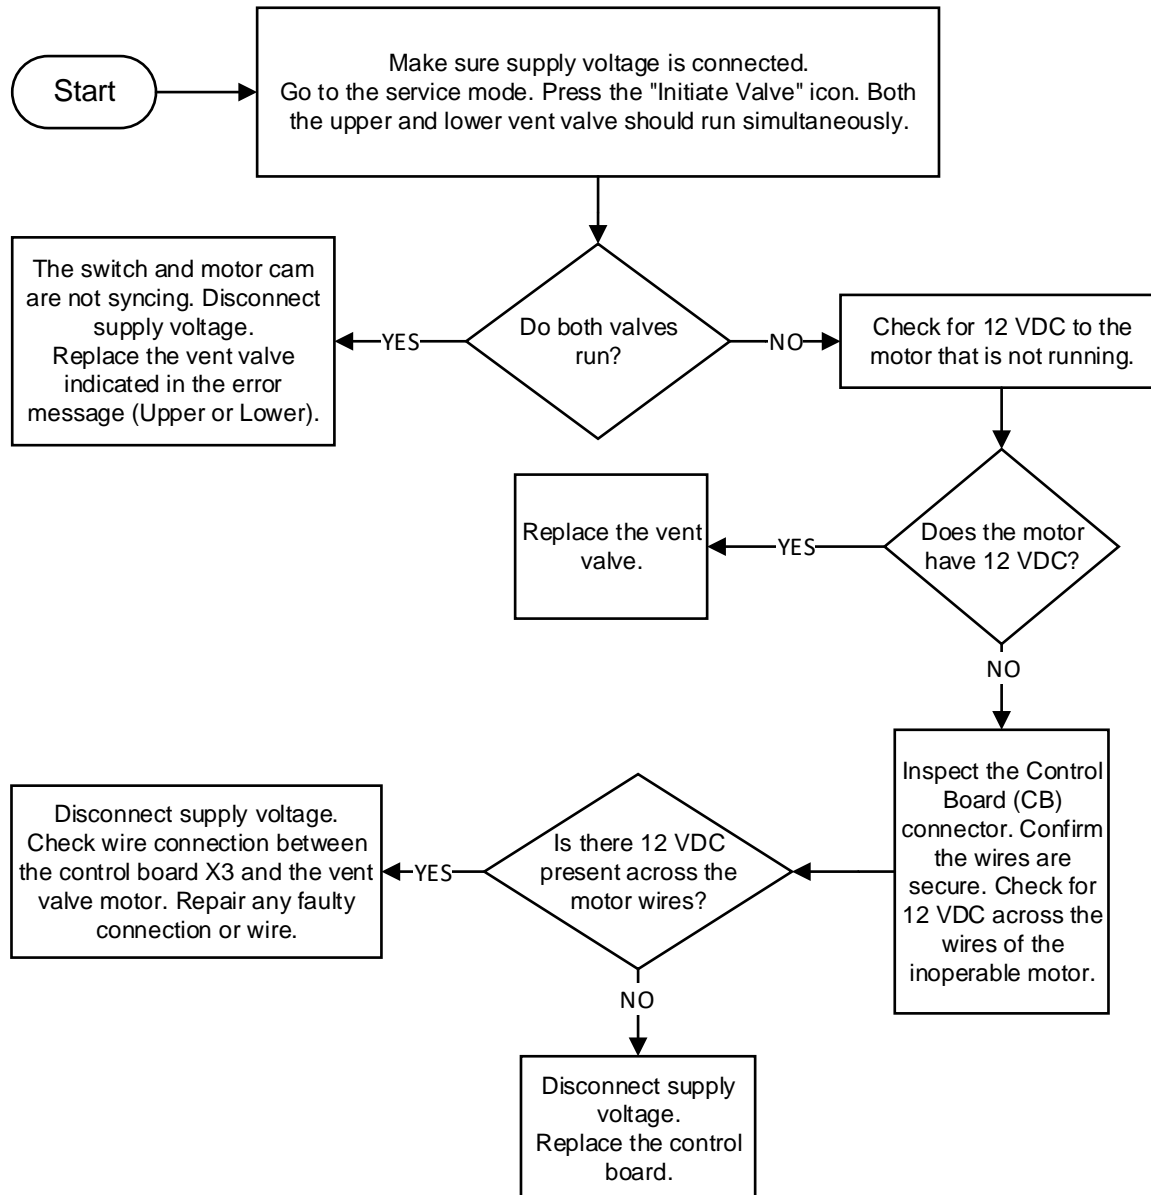 Start
Make sure supply voltage is connected.
Go to the service mode. Press the "Initiate Valve" icon. Both
the upper and lower vent valve should run simultaneously.
The switch and motor cam
are not syncing. Disconnect
supply voltage.
Replace the vent valve
indicated in the error
message (Upper or Lower).
YES
Do both valves
run?
NO
Check for 12 VDC to the
motor that is not running.
Replace the vent
valve.
YES
Does the motor
have 12 VDC?
NO
Inspect the Control
Board (CB)
connector. Confirm
the wires are
secure. Check for
12 VDC across the
wires of the
inoperable motor.
Is there 12 VDC
present across the
motor wires?
YES
Disconnect supply voltage.
Check wire connection between
the control board X3 and the vent
valve motor. Repair any faulty
connection or wire.
NO
Disconnect supply
voltage.
Replace the control
board.